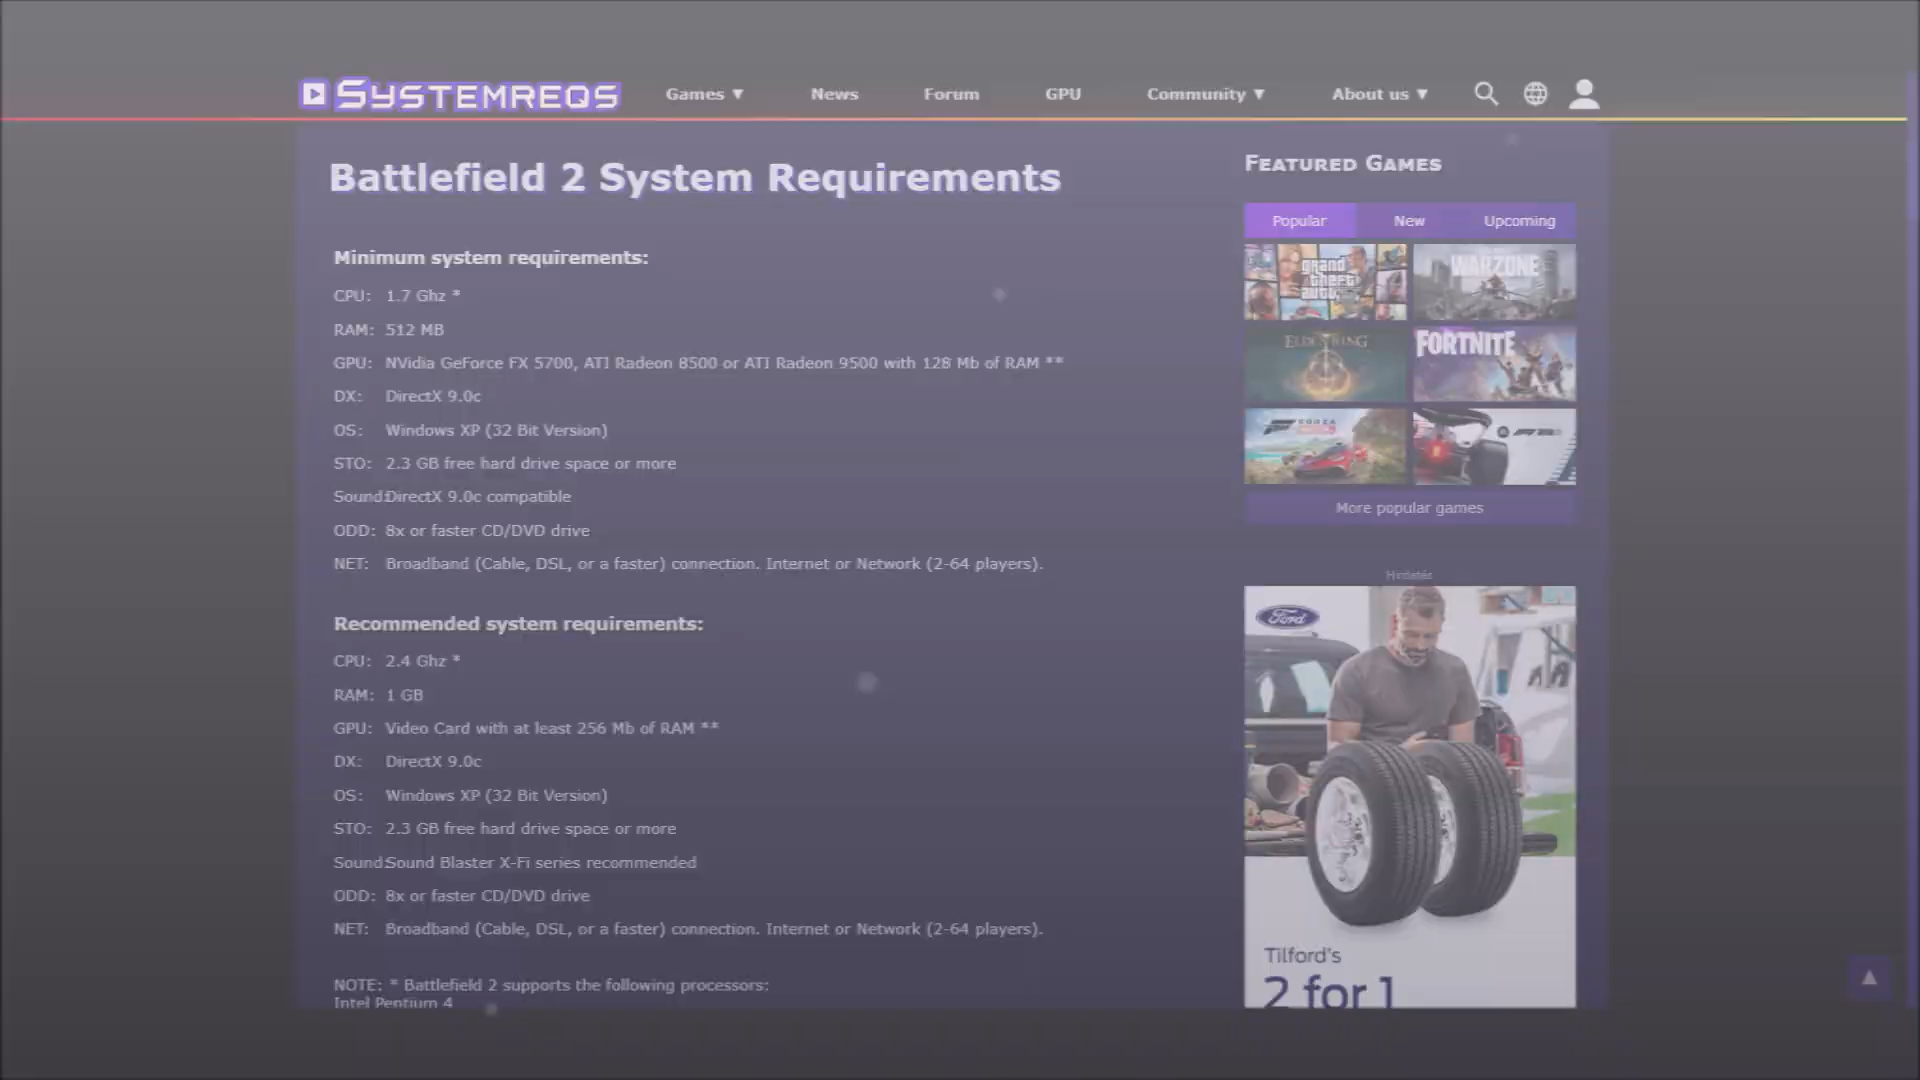 SYSTEMREQS
Games ▼ News Forum GPU Community ▼ About us ▼
Battlefield 2 System Requirements
Minimum system requirements:
CPU: 1.7 Ghz *
RAM: 512 MB
GPU: NVidia GeForce FX 5700, ATI Radeon 8500 or ATI Radeon 9500 with 128 Mb of RAM **
DX: DirectX 9.0c
OS: Windows XP (32 Bit Version)
STO: 2.3 GB free hard drive space or more
Sound: DirectX 9.0c compatible
ODD: 8x or faster CD/DVD drive
NET: Broadband (Cable, DSL, or a faster) connection. Internet or Network (2-64 players).
Recommended system requirements:
CPU: 2.4 Ghz *
RAM: 1 GB
GPU: Video Card with at least 256 Mb of RAM **
DX: DirectX 9.0c
OS: Windows XP (32 Bit Version)
STO: 2.3 GB free hard drive space or more
Sound: Sound Blaster X-Fi series recommended
ODD: 8x or faster CD/DVD drive
NET: Broadband (Cable, DSL, or a faster) connection. Internet or Network (2-64 players).
NOTE: * Battlefield 2 supports the following processors:
Intel Pentium 4
FEATURED GAMES
Popular New Upcoming
grand
theft
auto
WARZONE
ELDEN RING
FORTNITE
FORZA
More popular games
Hirdetés
Ford
Tilford's
2 for 1